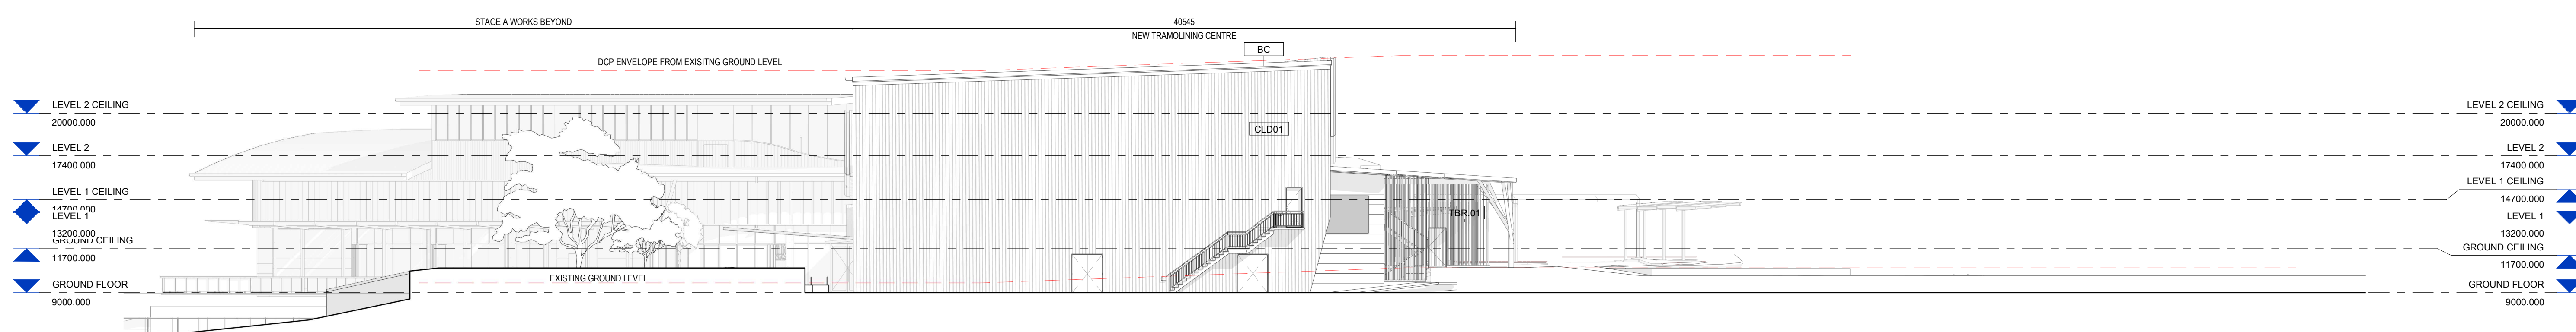 STAGE A WORKS BEYOND
40545
NEW TRAMOLINING CENTRE
BC
DCP ENVELOPE FROM EXISITNG GROUND LEVEL
LEVEL 2 CEILING
20000.000
CLD01
LEVEL 2
17400.000
LEVEL 1 CEILING
14700.000
LEVEL 1
13200.000
GROUND CEILING
11700.000
GROUND FLOOR
9000.000
TBR.01
EXISTING GROUND LEVEL
LEVEL 2 CEILING
20000.000
LEVEL 2
17400.000
LEVEL 1 CEILING
14700.000
LEVEL 1
13200.000
GROUND CEILING
11700.000
GROUND FLOOR
9000.000